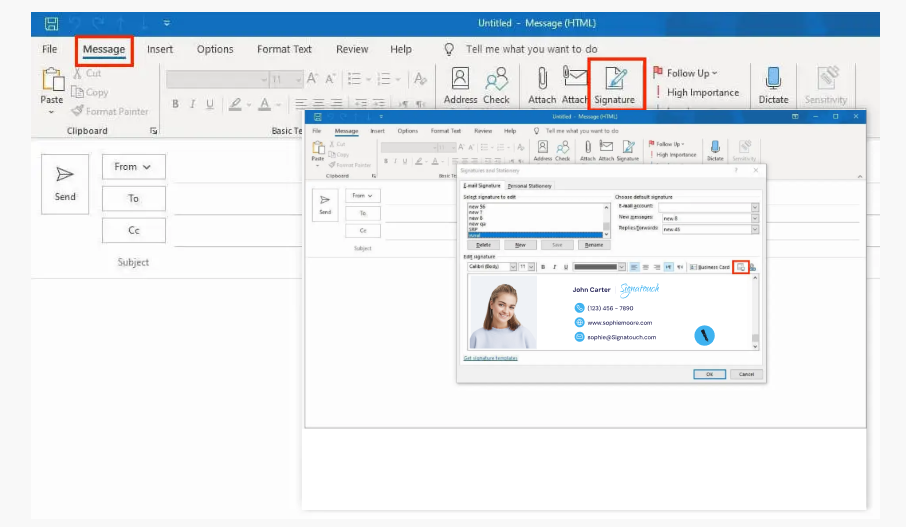 Untitled - Message (HTML)
File Message Insert Options Format Text Review Help Tell me what you want to do
Cut
Copy
Format Painter
Paste
Clipboard
11
B I U
Basic Te
Address Check Attach Attach Signature
Follow Up
High Importance
Dictate Sensitivity
Send
From
To
Cc
Subject
Untitled - Message (HTML)
File Message Insert Options Format Text Review Help Tell me what you want to do
Cut
Copy
Format Painter
Paste
Clipboard
Address Check Attach Attach Signature
Follow Up
High Importance
Dictate Sensitivity
Send
From
To
Cc
Subject
Signatures and Stationery
E-mail Signature Personal Stationery
Select signature to edit
new 56
new 7
new 8
new qa
Delete New Save Rename
Choose default signature
E-mail account:
New messages: new 8
Replies/forwards: new 45
Edit signature
Calibri (Body) 11 B I U Business Card
John Carter Signatouch
(123) 456 - 7890
www.sophiemoore.com
sophie@Signatouch.com
Get signature templates
OK Cancel